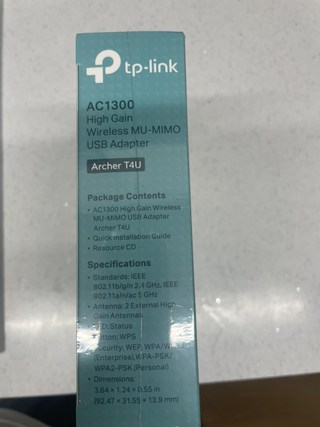 tp-link
AC1300
High Gain
Wireless MU-MIMO
USB Adapter
Archer T4U
Package Contents
• AC1300 High Gain Wireless
MU-MIMO USB Adapter
Archer T4U
• Quick Installation Guide
• Resource CD
Specifications
• Standards: IEEE
802.11b/g/n 2.4 GHz, IEEE
802.11a/n/ac 5 GHz
• Antenna: 2 External High
Gain Antennas
Status
WPS
WEP, WPA/
(Enterprise), WPA-PSK/
WPA2-PSK (Personal)
• Dimensions:
3.64 × 1.24 × 0.55 in
(92.47 × 31.55 × 13.9 mm)